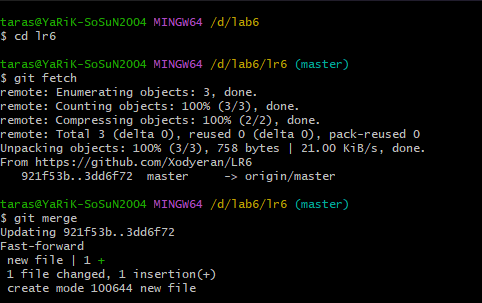 taras@YaRiK-SoSuN2004 MINGW64 /d/lab6
$ cd lr6
taras@YaRiK-SoSuN2004 MINGW64 /d/lab6/lr6 (master)
$ git fetch
remote: Enumerating objects: 3, done.
remote: Counting objects: 100% (3/3), done.
remote: Compressing objects: 100% (2/2), done.
remote: Total 3 (delta 0), reused 0 (delta 0), pack-reused 0
Unpacking objects: 100% (3/3), 758 bytes | 21.00 KiB/s, done.
From https://github.com/Xodyeran/LR6
   921f53b..3dd6f72  master     -> origin/master
taras@YaRiK-SoSuN2004 MINGW64 /d/lab6/lr6 (master)
$ git merge
Updating 921f53b..3dd6f72
Fast-forward
 new file | 1 +
 1 file changed, 1 insertion(+)
 create mode 100644 new file